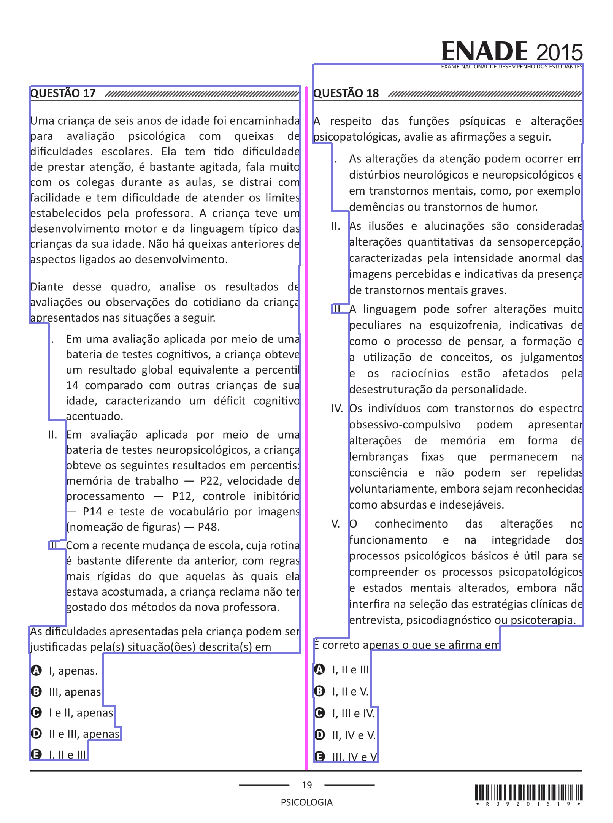 ENADE 2015
EXAME NACIONAL DE DESEMPENHO DOS ESTUDANTES
QUESTÃO 17
Uma criança de seis anos de idade foi encaminhada
para avaliação psicológica com queixas de
dificuldades escolares. Ela tem tido dificuldade
de prestar atenção, é bastante agitada, fala muito
com os colegas durante as aulas, se distrai com
facilidade e tem dificuldade de atender os limites
estabelecidos pela professora. A criança teve um
desenvolvimento motor e da linguagem típico das
crianças da sua idade. Não há queixas anteriores de
aspectos ligados ao desenvolvimento.
Diante desse quadro, analise os resultados de
avaliações ou observações do cotidiano da criança
apresentados nas situações a seguir.
I. Em uma avaliação aplicada por meio de uma
bateria de testes cognitivos, a criança obteve
um resultado global equivalente a percentil
14 comparado com outras crianças de sua
idade, caracterizando um déficit cognitivo
acentuado.
II. Em avaliação aplicada por meio de uma
bateria de testes neuropsicológicos, a criança
obteve os seguintes resultados em percentis:
memória de trabalho — P22, velocidade de
processamento — P12, controle inibitório
— P14 e teste de vocabulário por imagens
(nomeação de figuras) — P48.
III. Com a recente mudança de escola, cuja rotina
é bastante diferente da anterior, com regras
mais rígidas do que aquelas às quais ela
estava acostumada, a criança reclama não ter
gostado dos métodos da nova professora.
As dificuldades apresentadas pela criança podem ser
justificadas pela(s) situação(ões) descrita(s) em
A I, apenas.
B III, apenas.
C I e II, apenas.
D II e III, apenas.
E I, II e III.
QUESTÃO 18
A respeito das funções psíquicas e alterações
psicopatológicas, avalie as afirmações a seguir.
I. As alterações da atenção podem ocorrer em
distúrbios neurológicos e neuropsicológicos e
em transtornos mentais, como, por exemplo,
demências ou transtornos de humor.
II. As ilusões e alucinações são consideradas
alterações quantitativas da sensopercepção,
caracterizadas pela intensidade anormal das
imagens percebidas e indicativas da presença
de transtornos mentais graves.
III. A linguagem pode sofrer alterações muito
peculiares na esquizofrenia, indicativas de
como o processo de pensar, a formação e
a utilização de conceitos, os julgamentos
e os raciocínios estão afetados pela
desestruturação da personalidade.
IV. Os indivíduos com transtornos do espectro
obsessivo-compulsivo podem apresentar
alterações de memória em forma de
lembranças fixas que permanecem na
consciência e não podem ser repelidas
voluntariamente, embora sejam reconhecidas
como absurdas e indesejáveis.
V. O conhecimento das alterações no
funcionamento e na integridade dos
processos psicológicos básicos é útil para se
compreender os processos psicopatológicos
e estados mentais alterados, embora não
interfira na seleção das estratégias clínicas de
entrevista, psicodiagnóstico ou psicoterapia.
É correto apenas o que se afirma em
A I, II e III.
B I, II e V.
C I, III e IV.
D II, IV e V.
E III, IV e V.
19
PSICOLOGIA
*R3920151 9*